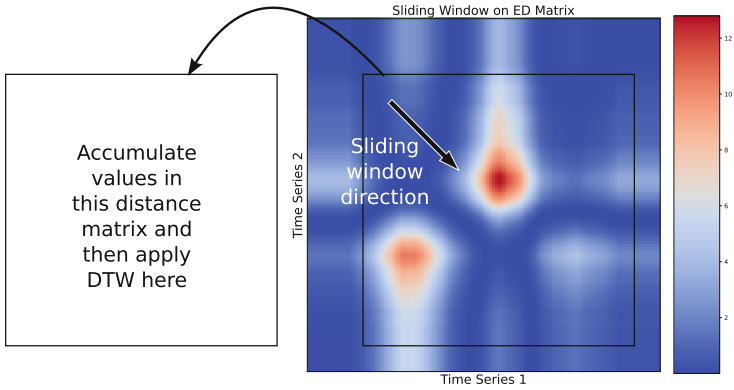 Sliding Window on ED Matrix
Accumulate
values in
this distance
matrix and
then apply
DTW here
Time Series 2
Sliding
window
direction
Time Series 1
12
10
8
6
4
2